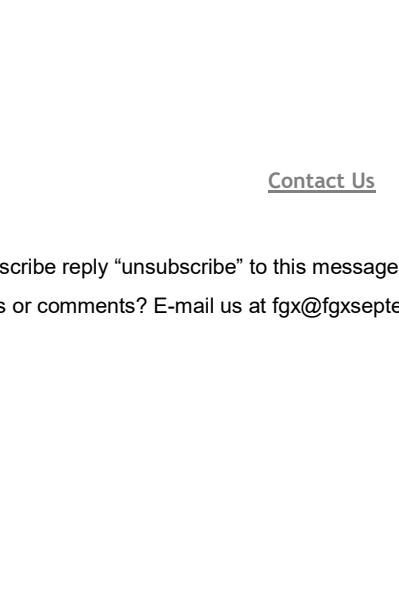 Contact Us
scribe reply “unsubscribe” to this message
s or comments? E-mail us at fgx@fgxsepte